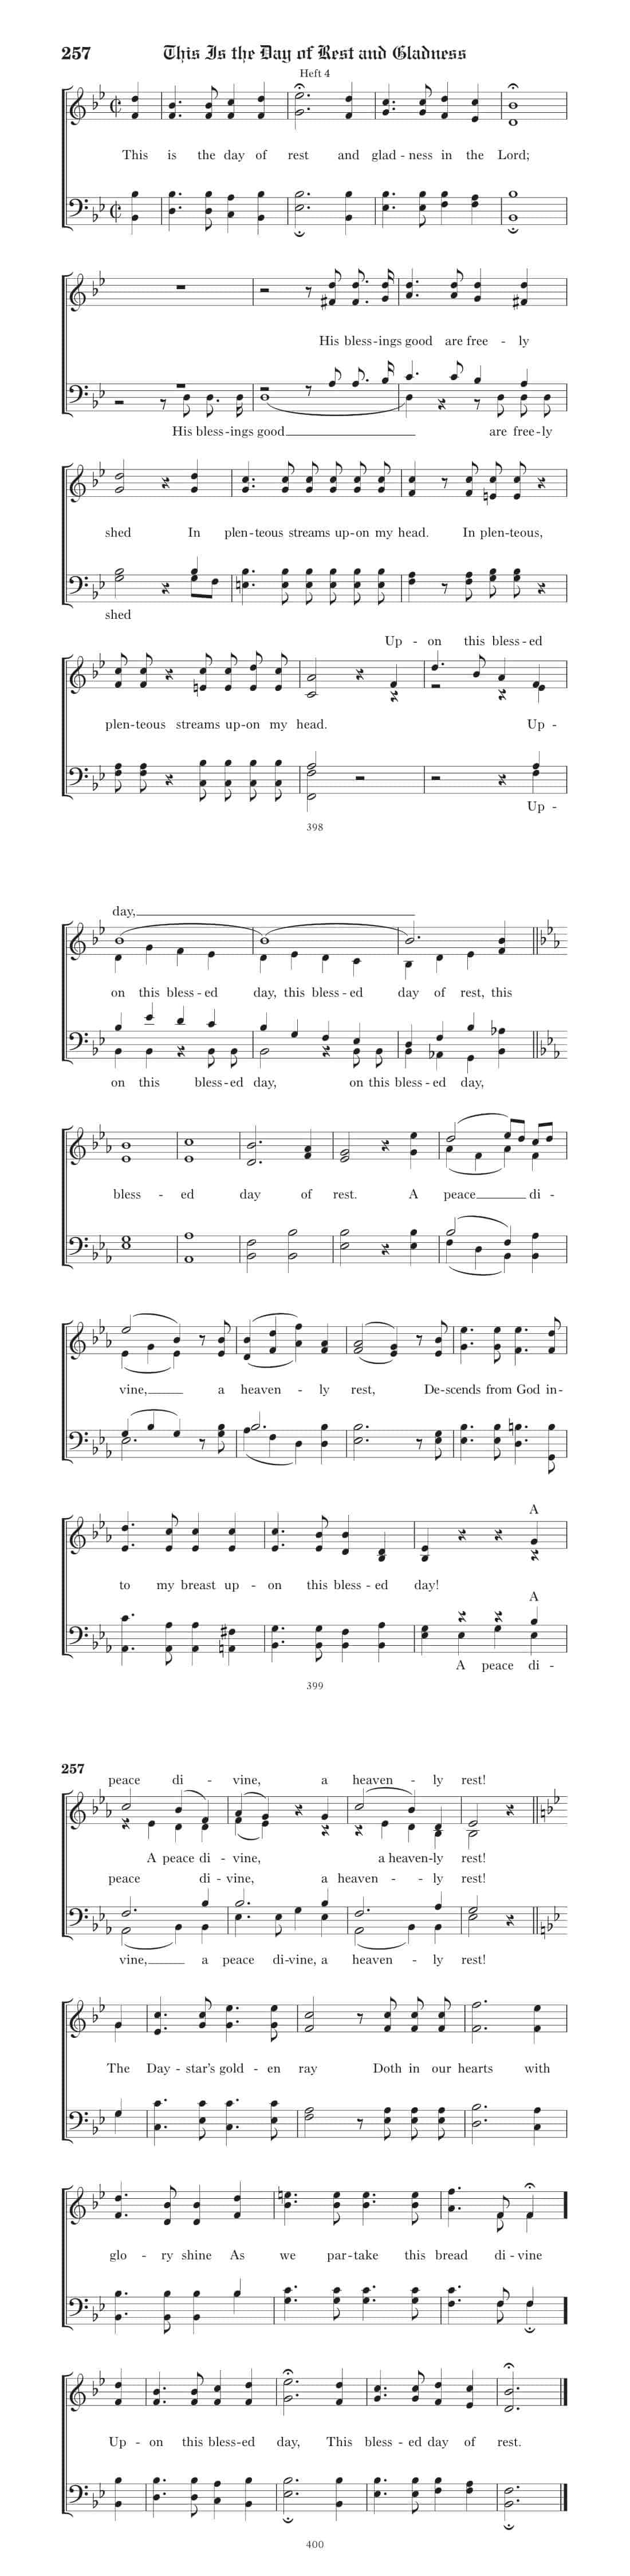 257 This Is the Day of Rest and Gladness
Heft 4
This is the day of rest and glad - ness in the Lord;
His bless - ings good are free - ly
His bless - ings good are free - ly
shed In plen - teous streams up - on my head. In plen - teous,
shed
Up - on this bless - ed
plen - teous streams up - on my head. Up -
Up -
398
day,
on this bless - ed day, this bless - ed day of rest, this
on this bless - ed day, on this bless - ed day,
bless - ed day of rest. A peace di -
vine, a heaven - ly rest, De - scends from God in -
A
to my breast up - on this bless - ed day!
A
A peace di -
399
257
peace di - vine, a heaven - ly rest!
A peace di - vine, a heaven - ly rest!
peace di - vine, a heaven - ly rest!
vine, a peace di - vine, a heaven - ly rest!
The Day - star's gold - en ray Doth in our hearts with
glo - ry shine As we par - take this bread di - vine
Up - on this bless - ed day, This bless - ed day of rest.
400